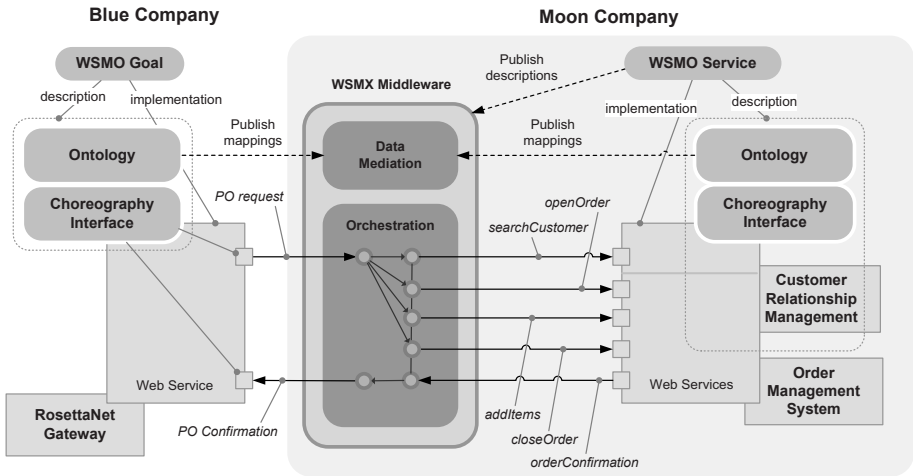 Blue Company
Moon Company
WSMO Goal
description
implementation
Ontology
Choreography
Interface
Publish
mappings
PO request
Web Service
RosettaNet
Gateway
PO Confirmation
WSMX Middleware
Data
Mediation
Orchestration
Publish
descriptions
Publish
mappings
openOrder
searchCustomer
addItems
closeOrder
orderConfirmation
WSMO Service
implementation
description
Ontology
Choreography
Interface
Customer
Relationship
Management
Web Services
Order
Management
System